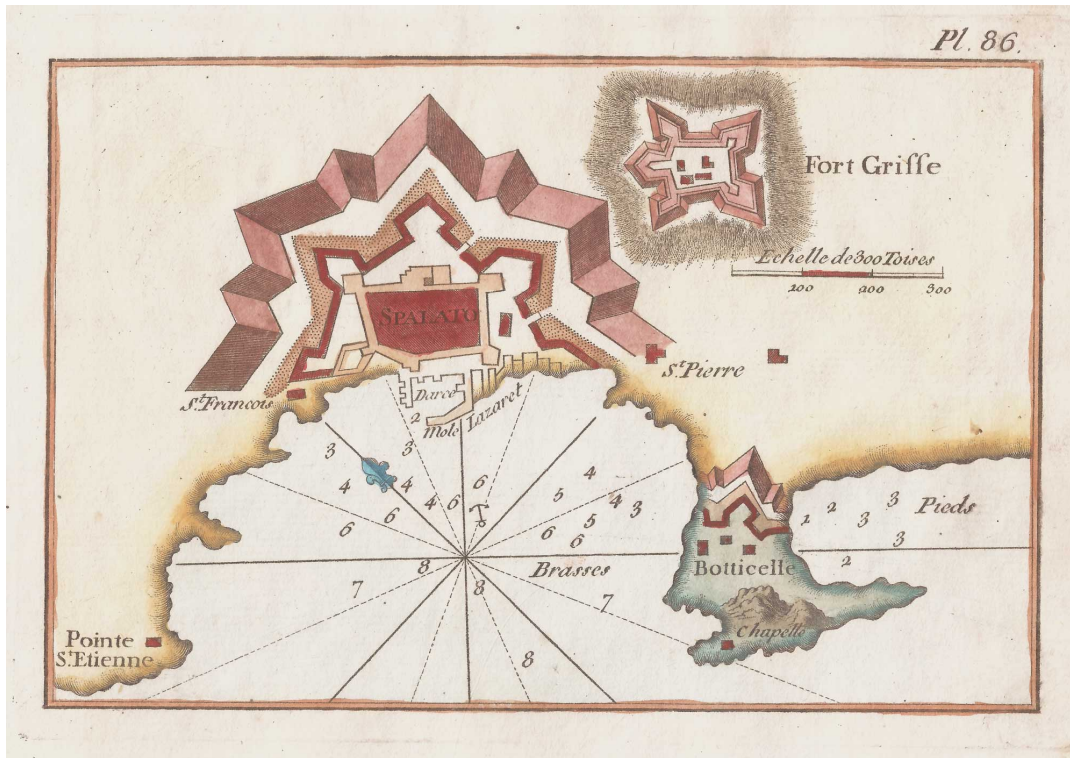 Pl. 86.
Fort Grisse
Echelle de 300 Toises
100 200 300
SPALATO
St. Pierre
St. Francois
Darce
Mole
Lazaret
2
3
3
6
4
4
4
4
6
5
4
3
6
6
5
6
6
1
2
3
3
Pieds
3
2
Botticelle
8
Brasses
7
8
7
Chapelle
Pointe
St. Etienne
8